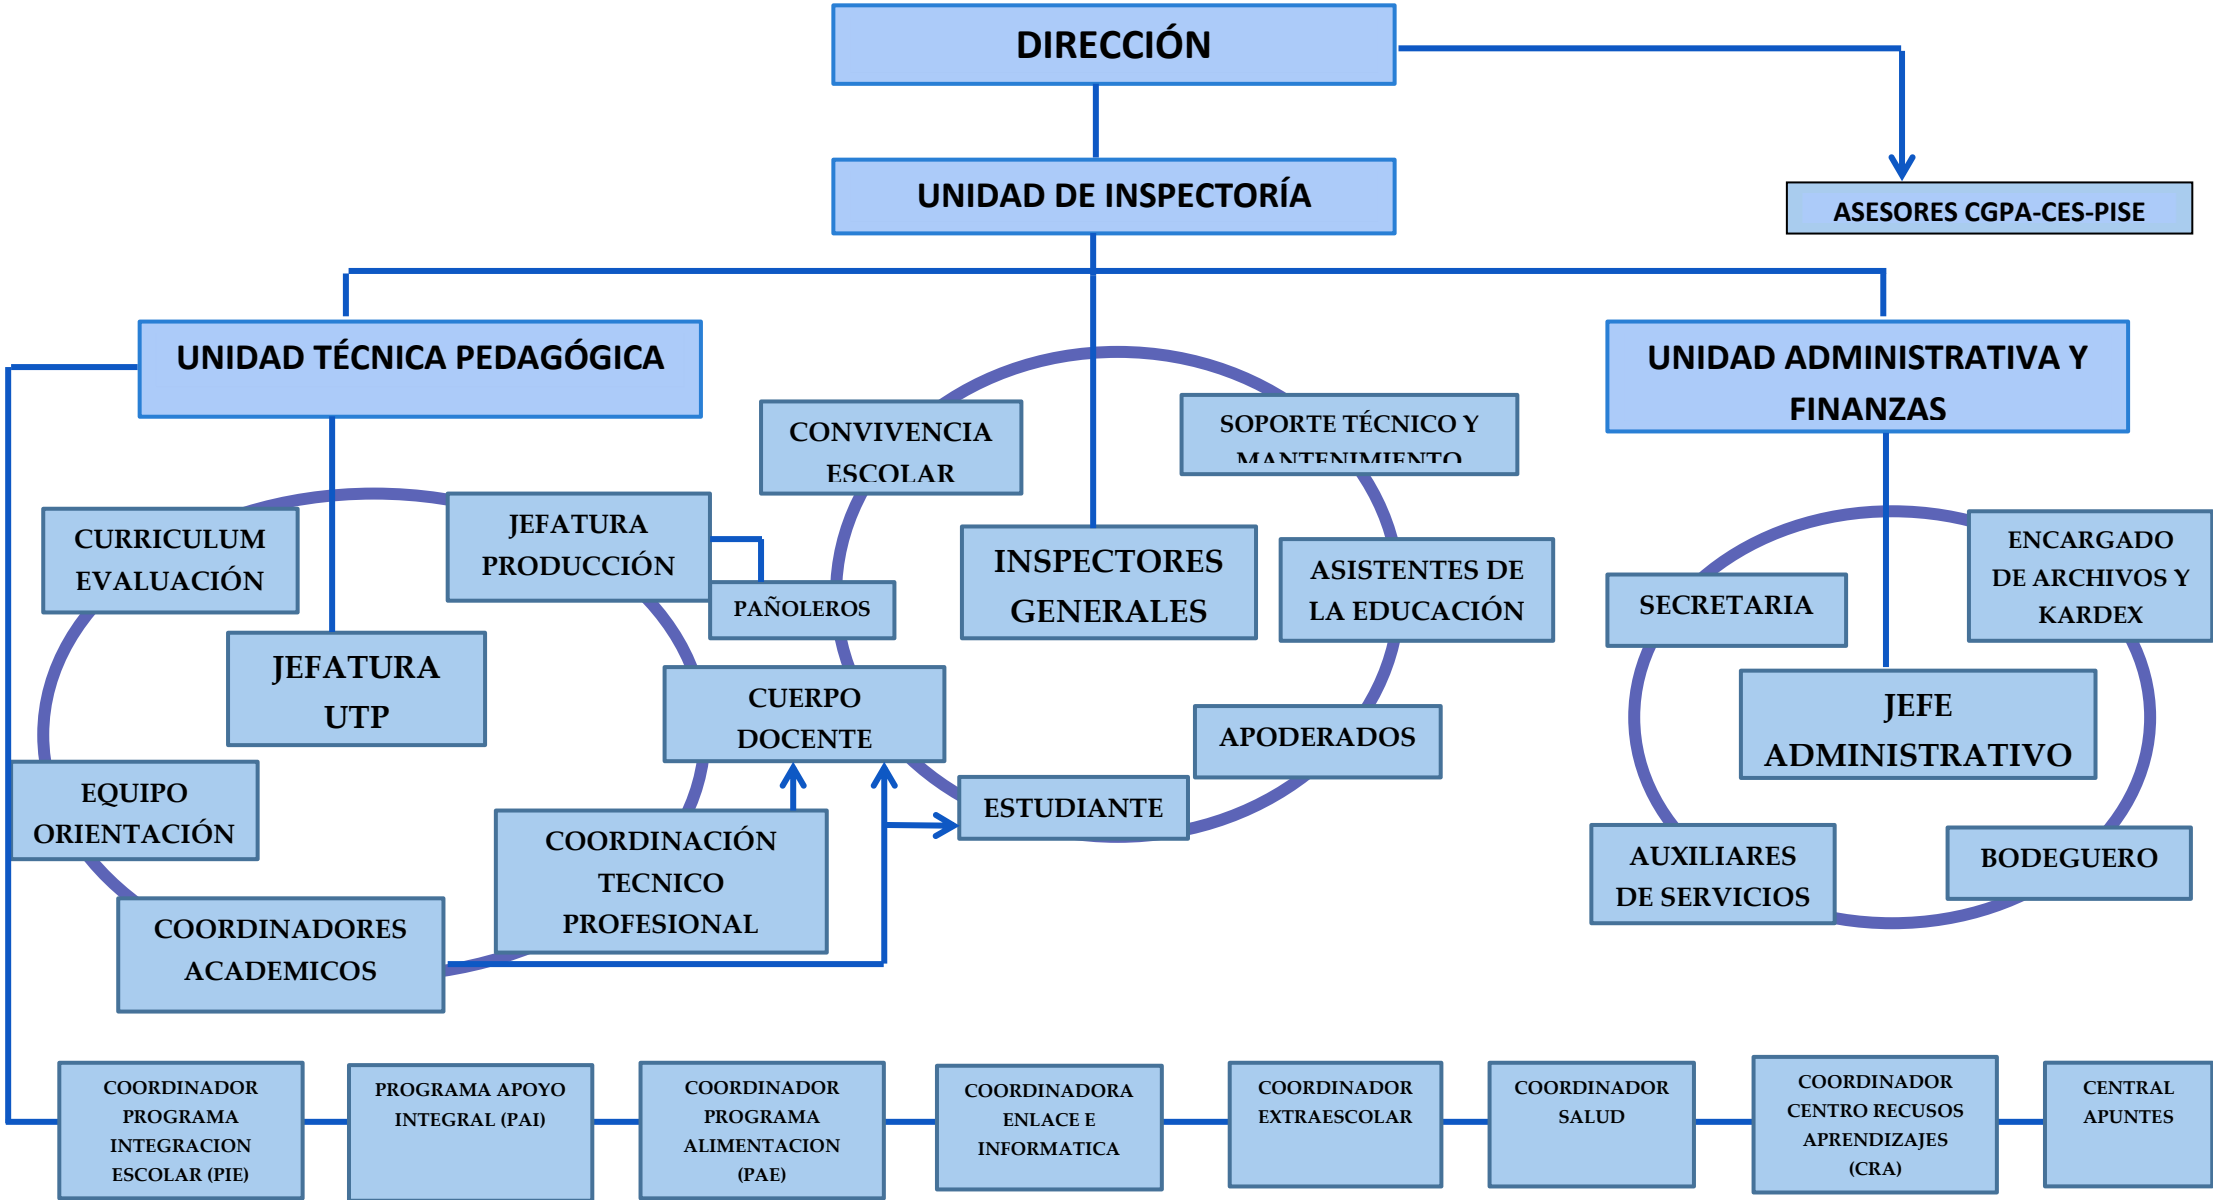 DIRECCIÓN
UNIDAD DE INSPECTORÍA
ASESORES CGPA-CES-PISE
UNIDAD TÉCNICA PEDAGÓGICA
UNIDAD ADMINISTRATIVA Y
FINANZAS
CONVIVENCIA
ESCOLAR
SOPORTE TÉCNICO Y
MANTENIMIENTO
CURRICULUM
EVALUACIÓN
JEFATURA
PRODUCCIÓN
PAÑOLEROS
INSPECTORES
GENERALES
ASISTENTES DE
LA EDUCACIÓN
SECRETARIA
ENCARGADO
DE ARCHIVOS Y
KARDEX
JEFATURA
UTP
CUERPO
DOCENTE
APODERADOS
JEFE
ADMINISTRATIVO
EQUIPO
ORIENTACIÓN
ESTUDIANTE
COORDINACIÓN
TECNICO
PROFESIONAL
AUXILIARES
DE SERVICIOS
BODEGUERO
COORDINADORES
ACADEMICOS
COORDINADOR
PROGRAMA
INTEGRACION
ESCOLAR (PIE)
PROGRAMA APOYO
INTEGRAL (PAI)
COORDINADOR
PROGRAMA
ALIMENTACION
(PAE)
COORDINADORA
ENLACE E
INFORMATICA
COORDINADOR
EXTRAESCOLAR
COORDINADOR
SALUD
COORDINADOR
CENTRO RECUSOS
APRENDIZAJES
(CRA)
CENTRAL
APUNTES